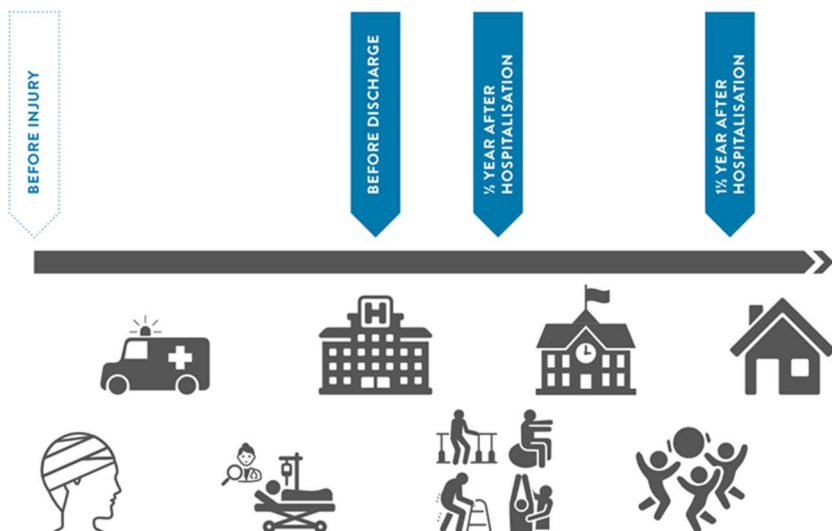 BEFORE INJURY
BEFORE DISCHARGE
½ YEAR AFTER
HOSPITALISATION
1½ YEAR AFTER
HOSPITALISATION
H